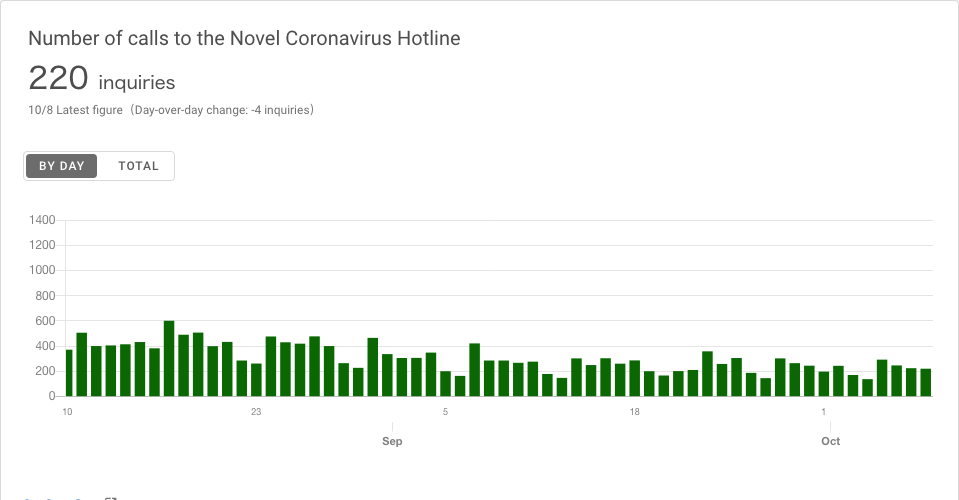 Number of calls to the Novel Coronavirus Hotline
220 inquiries
10/8 Latest figure（Day-over-day change: -4 inquiries）
BY DAY TOTAL
1400
1200
1000
800
600
400
200
0
10 23 5 18 1
Sep Oct